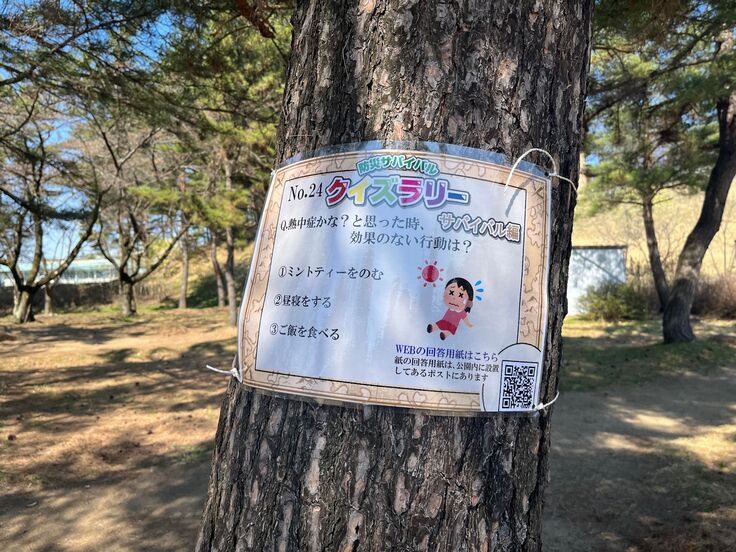 防災サバイバル
No.24 クイズラリー
サバイバル編
Q.熱中症かな？と思った時、
効果のない行動は？
①ミントティーをのむ
②昼寝をする
③ご飯を食べる
WEBの回答用紙はこちら
紙の回答用紙は、公園内に設置
してあるポストにあります